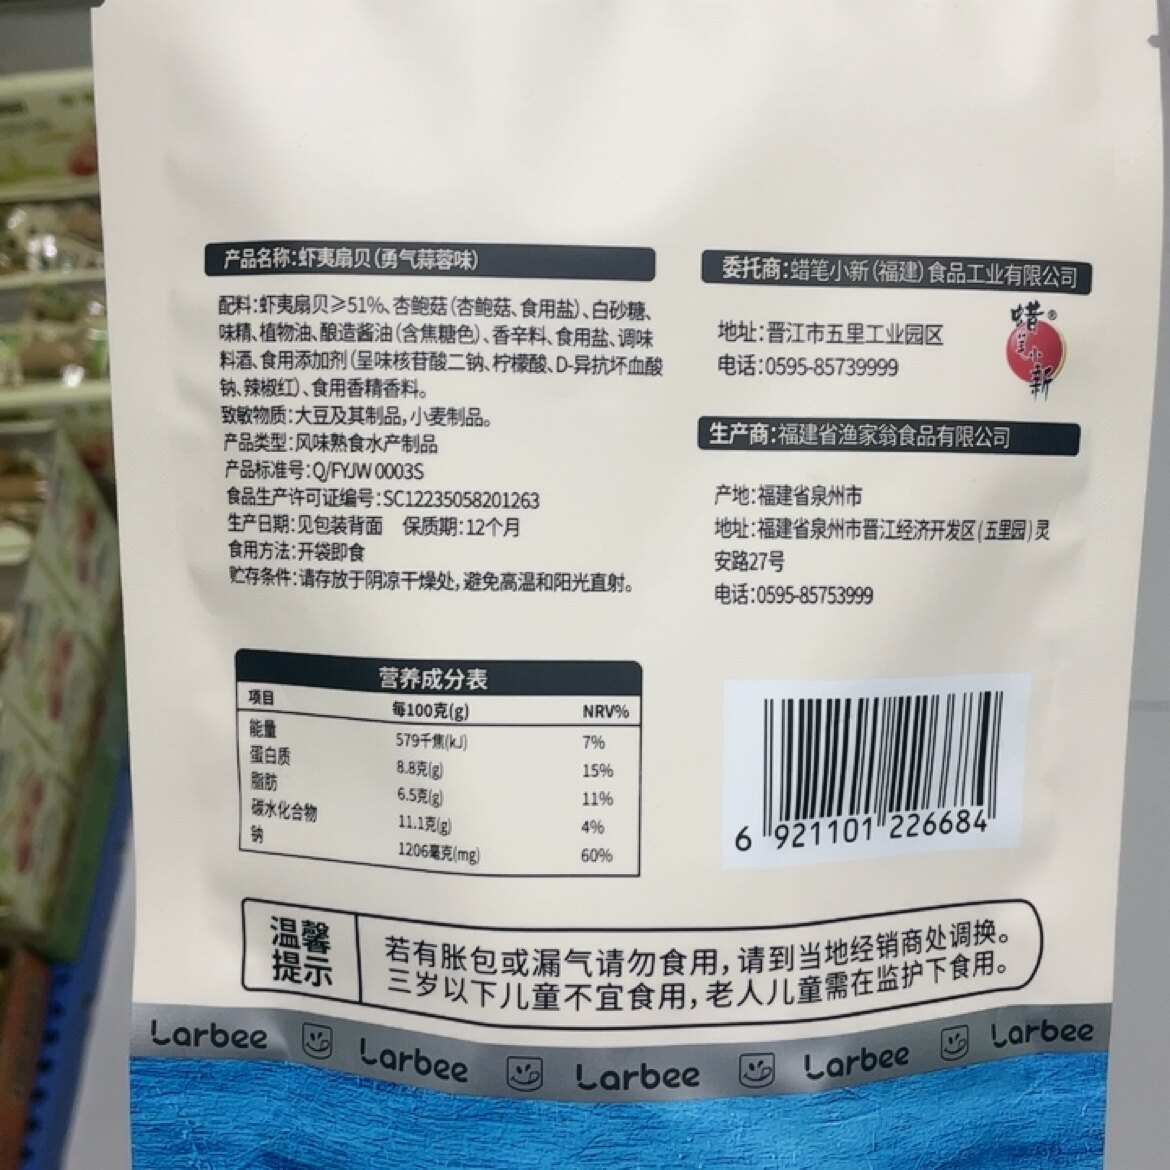 产品名称:虾夷扇贝(勇气蒜蓉味)
配料:虾夷扇贝≥51%、杏鲍菇(杏鲍菇、食用盐)、白砂糖、
味精、植物油、酿造酱油(含焦糖色)、香辛料、食用盐、调味
料酒、食用添加剂(呈味核苷酸二钠、柠檬酸、D-异抗坏血酸
钠、辣椒红)、食用香精香料。
致敏物质:大豆及其制品,小麦制品。
产品类型:风味熟食水产制品
产品标准号:Q/FYJW 0003S
食品生产许可证编号:SC12235058201263
生产日期:见包装背面 保质期:12个月
食用方法:开袋即食
贮存条件:请存放于阴凉干燥处,避免高温和阳光直射。
委托商:蜡笔小新(福建)食品工业有限公司
地址:晋江市五里工业园区
电话:0595-85739999
蜡笔小新®
生产商:福建省渔家翁食品有限公司
产地:福建省泉州市
地址:福建省泉州市晋江经济开发区(五里园)灵
安路27号
电话:0595-85753999
营养成分表
项目 每100克(g) NRV%
能量 579千焦(kJ) 7%
蛋白质 8.8克(g) 15%
脂肪 6.5克(g) 11%
碳水化合物 11.1克(g) 4%
钠 1206毫克(mg) 60%
6 921101 226684
温馨
提示
若有胀包或漏气请勿食用,请到当地经销商处调换。
三岁以下儿童不宜食用,老人儿童需在监护下食用。
Larbee Larbee Larbee Larbee Larbee